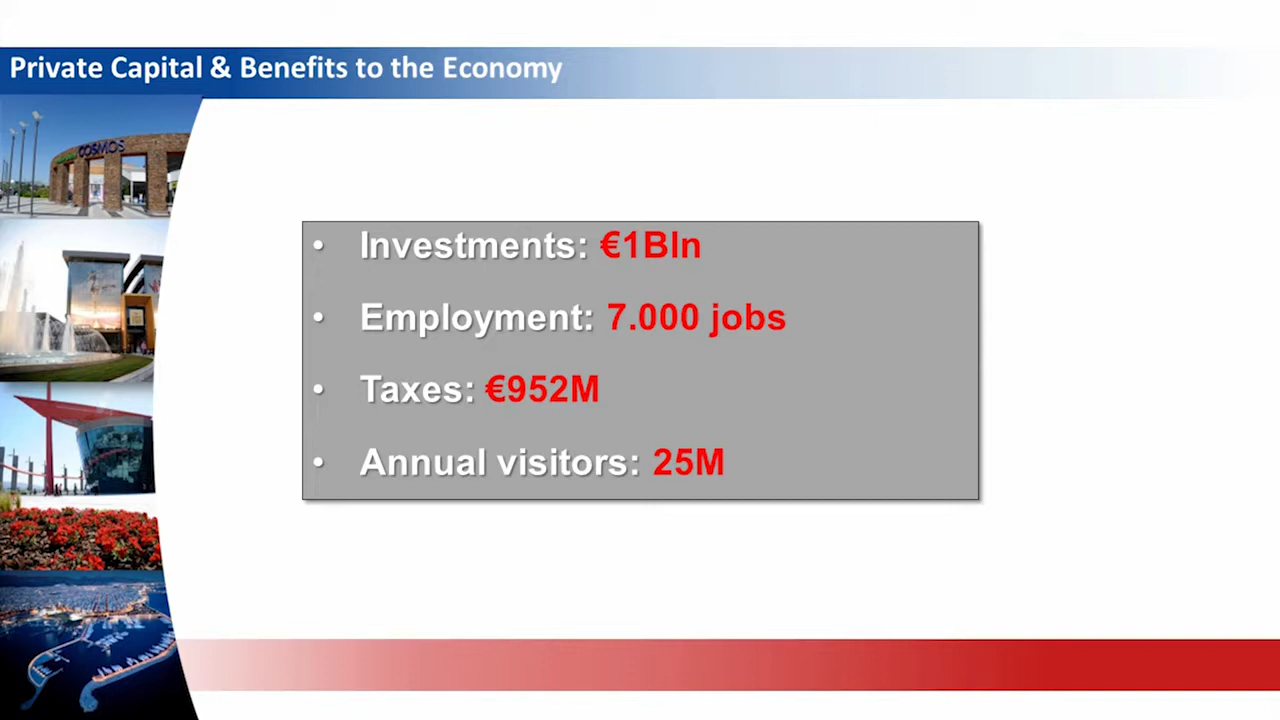 Private Capital & Benefits to the Economy
COSMOS
• Investments: €1Bln
• Employment: 7.000 jobs
• Taxes: €952M
• Annual visitors: 25M